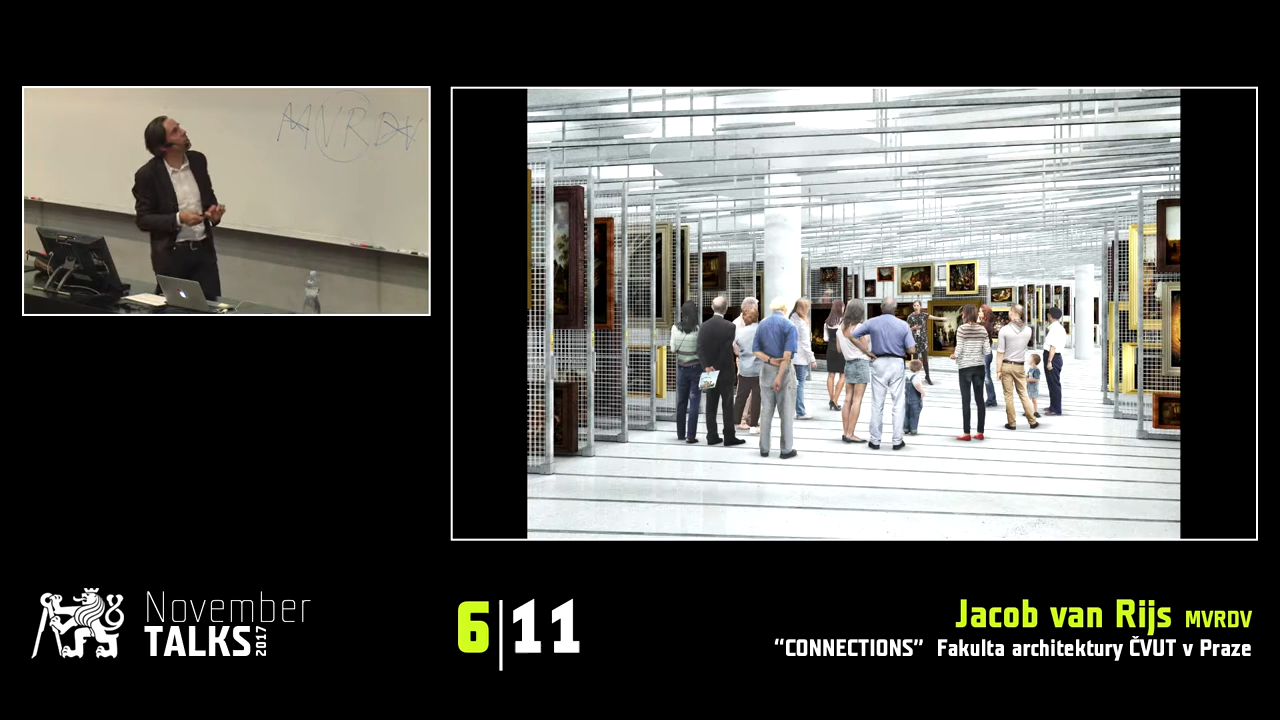 MVRDV
November
TALKS 2017
6|11
Jacob van Rijs MVRDV
“CONNECTIONS” Fakulta architektury ČVUT v Praze